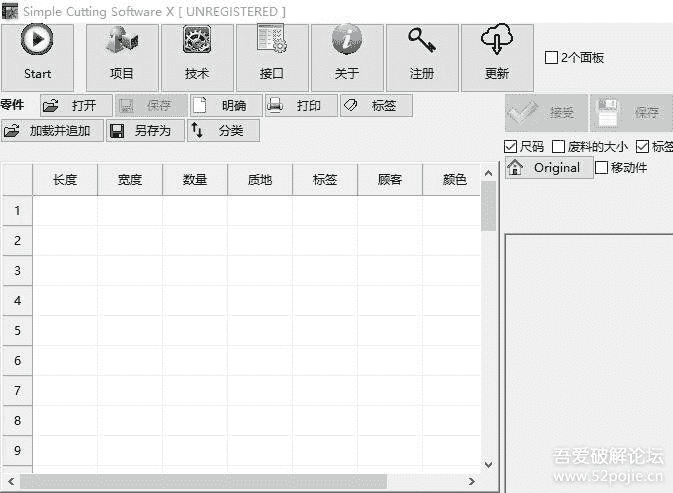 Simple Cutting Software X [ UNREGISTERED ]
Start 项目 技术 接口 关于 注册 更新 2个面板
零件 打开 保存 明确 打印 标签 接受 保存
加载并追加 另存为 分类
尺码 废料的大小 标签
Original 移动件
长度 宽度 数量 质地 标签 顾客 颜色
1
2
3
4
5
6
7
8
9
吾爱破解论坛
www.52pojie.cn